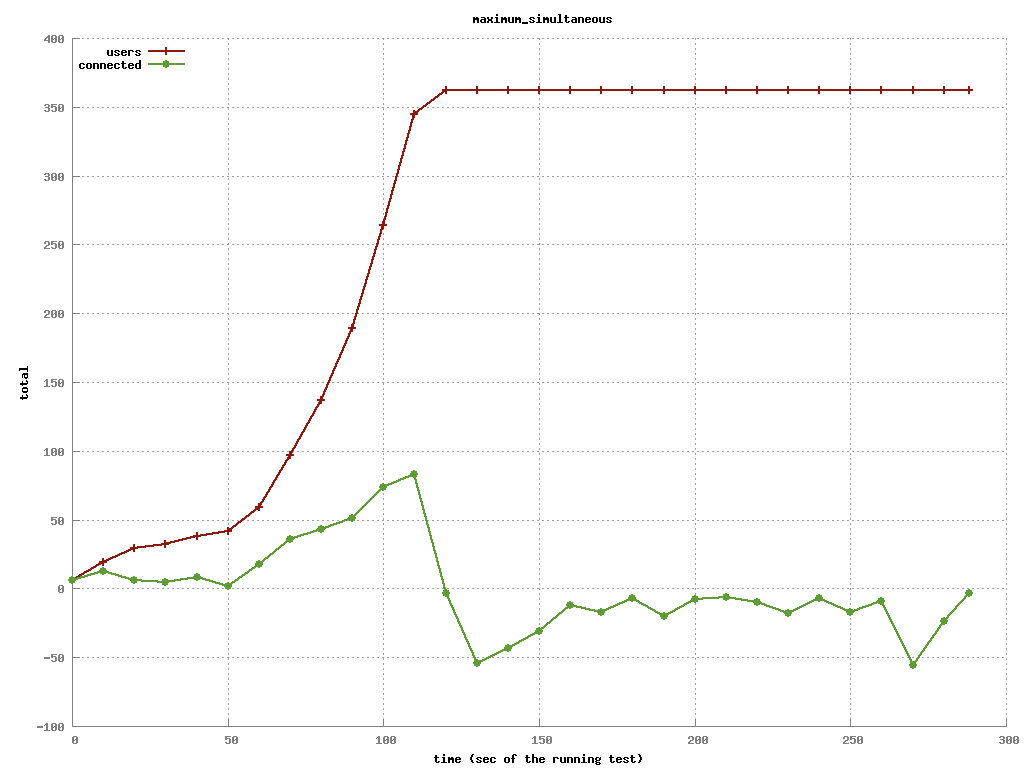 maximum_simultaneous
users
connected
400
350
300
250
200
150
100
50
0
-50
-100
total
0 50 100 150 200 250 300
time (sec of the running test)